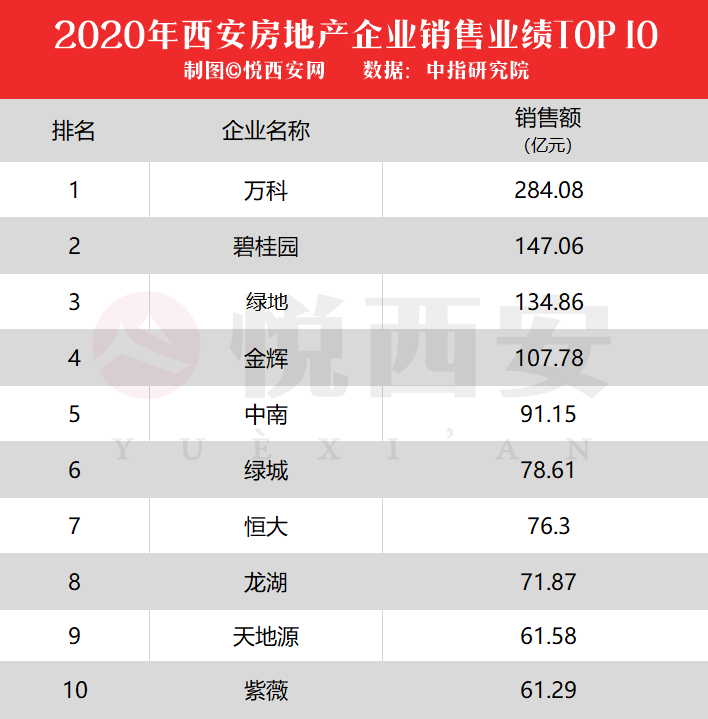 2020年西安房地产企业销售业绩TOP 10
制图©悦西安网 数据：中指研究院
排名 企业名称 销售额
（亿元）
1 万科 284.08
2 碧桂园 147.06
3 绿地 134.86
4 金辉 107.78
5 中南 91.15
6 绿城 78.61
7 恒大 76.3
8 龙湖 71.87
9 天地源 61.58
10 紫薇 61.29
悦西安
YUÈXI'AN